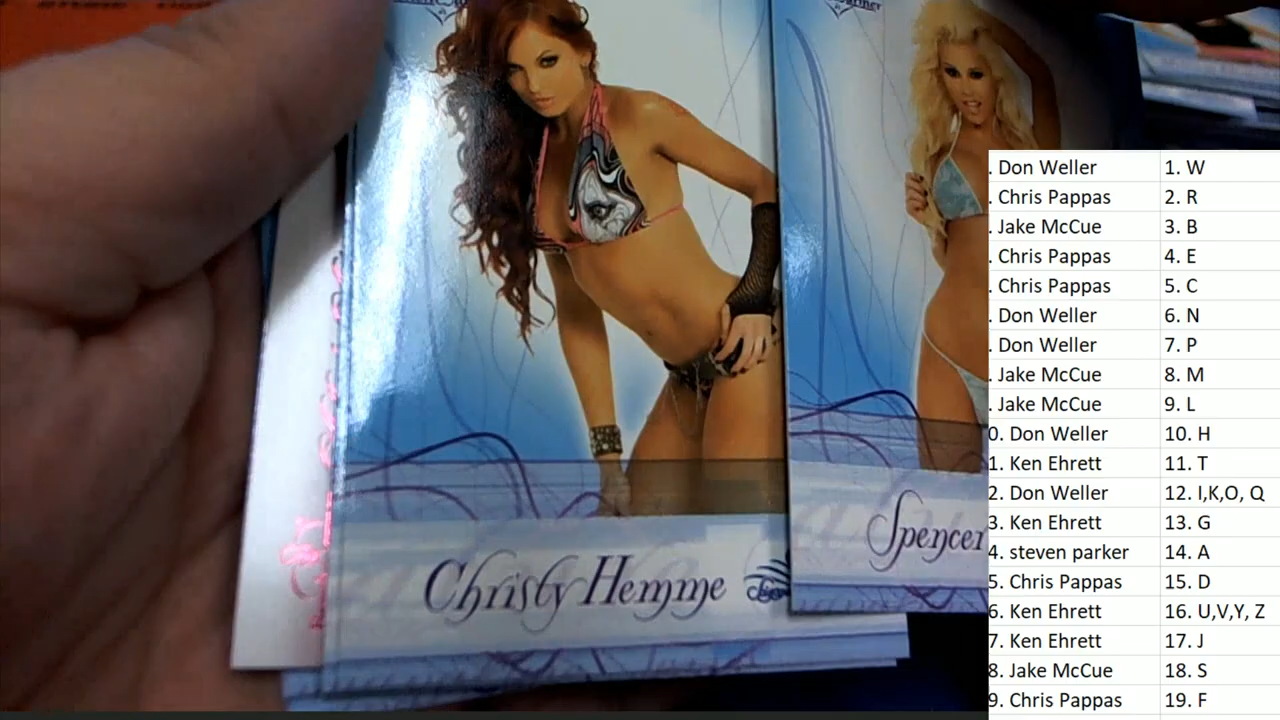 Christy Hemme
Spencer
. Don Weller 1. W
. Chris Pappas 2. R
. Jake McCue 3. B
. Chris Pappas 4. E
. Chris Pappas 5. C
. Don Weller 6. N
. Don Weller 7. P
. Jake McCue 8. M
. Jake McCue 9. L
0. Don Weller 10. H
1. Ken Ehrett 11. T
2. Don Weller 12. I,K,O, Q
3. Ken Ehrett 13. G
4. steven parker 14. A
5. Chris Pappas 15. D
6. Ken Ehrett 16. U,V,Y, Z
7. Ken Ehrett 17. J
8. Jake McCue 18. S
9. Chris Pappas 19. F